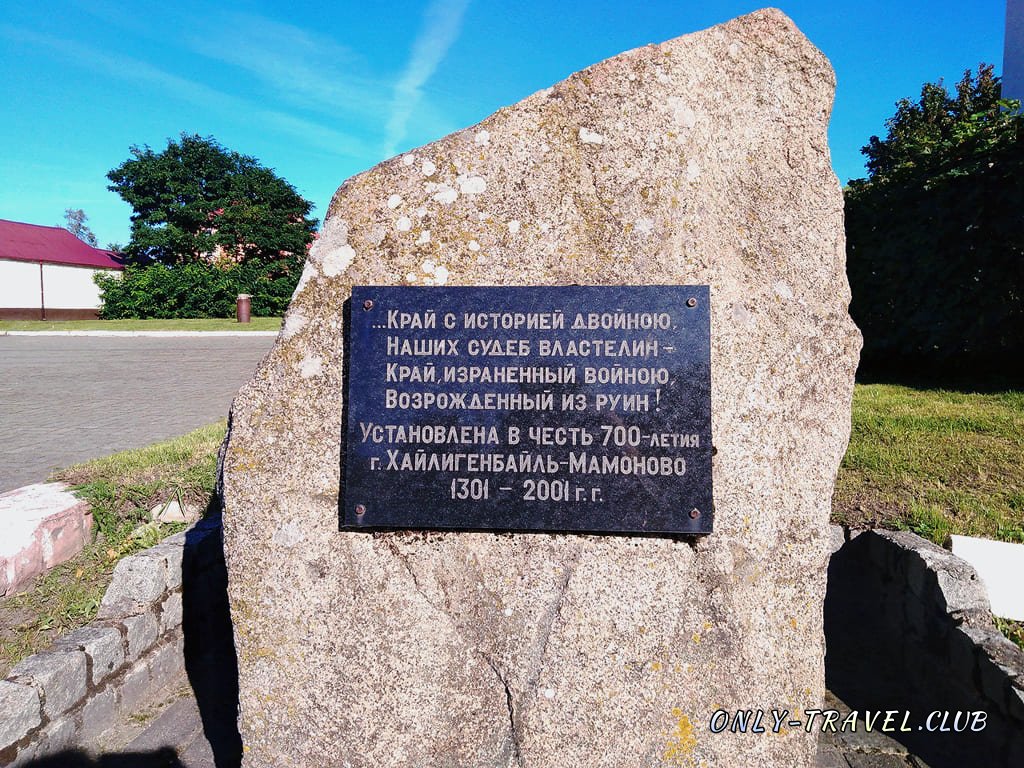 ...Край с историей двойною,
Наших судеб властелин –
Край, израненный войною,
Возрожденный из руин!
Установлена в честь 700-летия
г. Хайлигенбайль-Мамоново
1301 – 2001 г. г.
ONLY-TRAVEL.CLUB